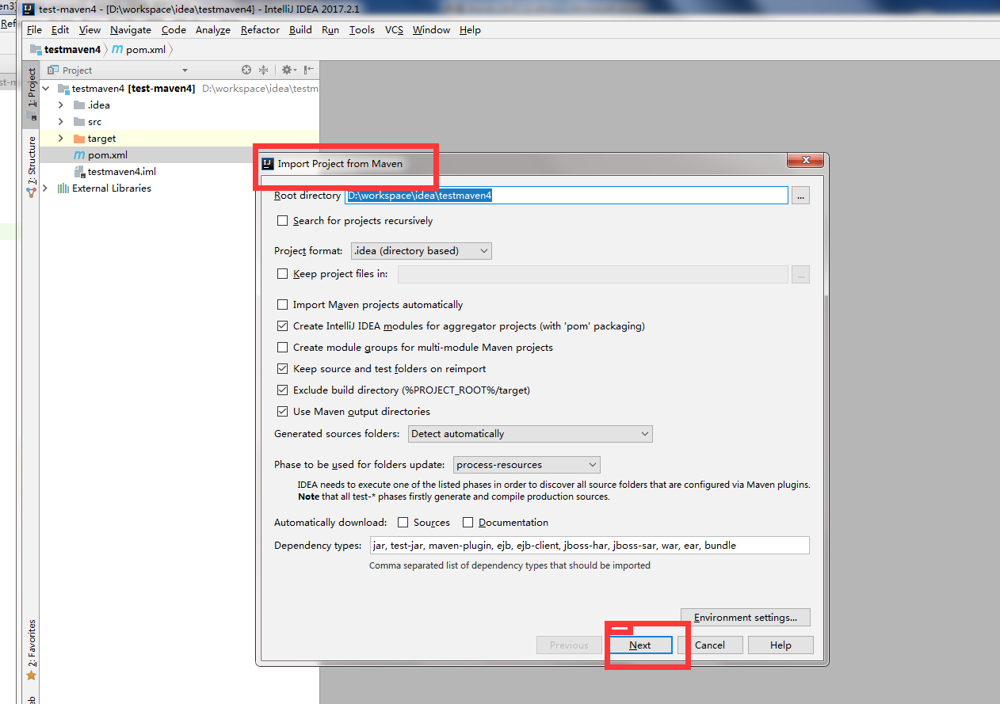 test-maven4 - [D:\workspace\idea\testmaven4] - IntelliJ IDEA 2017.2.1
File Edit View Navigate Code Analyze Refactor Build Run Tools VCS Window Help
testmaven4 pom.xml
Project
1: Project
testmaven4 [test-maven4] D:\workspace\idea\testm
.idea
src
target
pom.xml
testmaven4.iml
External Libraries
7: Structure
2: Favorites
Import Project from Maven
Root directory D:\workspace\idea\testmaven4 ...
Search for projects recursively
Project format: .idea (directory based)
Keep project files in: ...
Import Maven projects automatically
Create IntelliJ IDEA modules for aggregator projects (with 'pom' packaging)
Create module groups for multi-module Maven projects
Keep source and test folders on reimport
Exclude build directory (%PROJECT_ROOT%/target)
Use Maven output directories
Generated sources folders: Detect automatically
Phase to be used for folders update: process-resources
IDEA needs to execute one of the listed phases in order to discover all source folders that are configured via Maven plugins.
Note that all test-* phases firstly generate and compile production sources.
Automatically download: Sources Documentation
Dependency types: jar, test-jar, maven-plugin, ejb, ejb-client, jboss-har, jboss-sar, war, ear, bundle
Comma separated list of dependency types that should be imported
Environment settings...
Previous Next Cancel Help